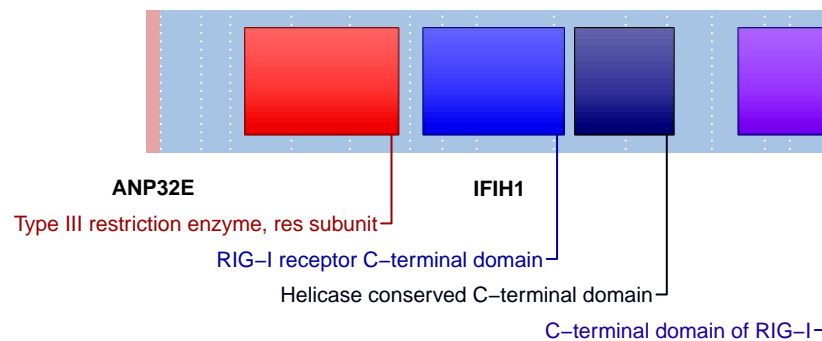 ANP32E IFIH1
Type III restriction enzyme, res subunit
RIG−I receptor C−terminal domain
Helicase conserved C−terminal domain
C−terminal domain of RIG−I